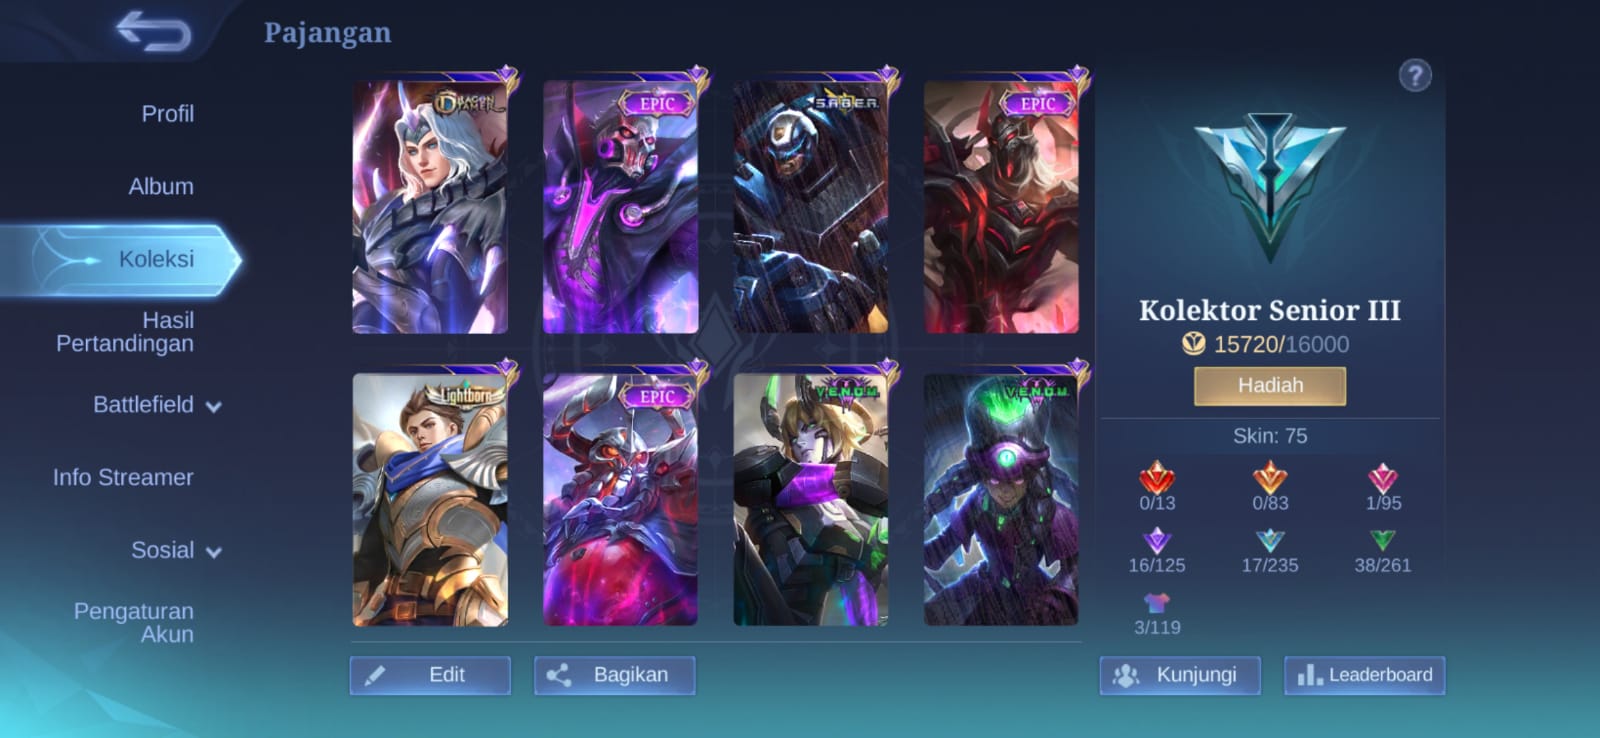 Pajangan
Profil
Album
Koleksi
Hasil
Pertandingan
Battlefield
Info Streamer
Sosial
Pengaturan
Akun
DRAGON
TAMER
EPIC
S.A.B.E.R.
EPIC
Lightborn
EPIC
V.E.N.O.M.
V.E.N.O.M.
Edit
Bagikan
?
Kolektor Senior III
15720/16000
Hadiah
Skin: 75
0/13 0/83 1/95
16/125 17/235 38/261
3/119
Kunjungi
Leaderboard